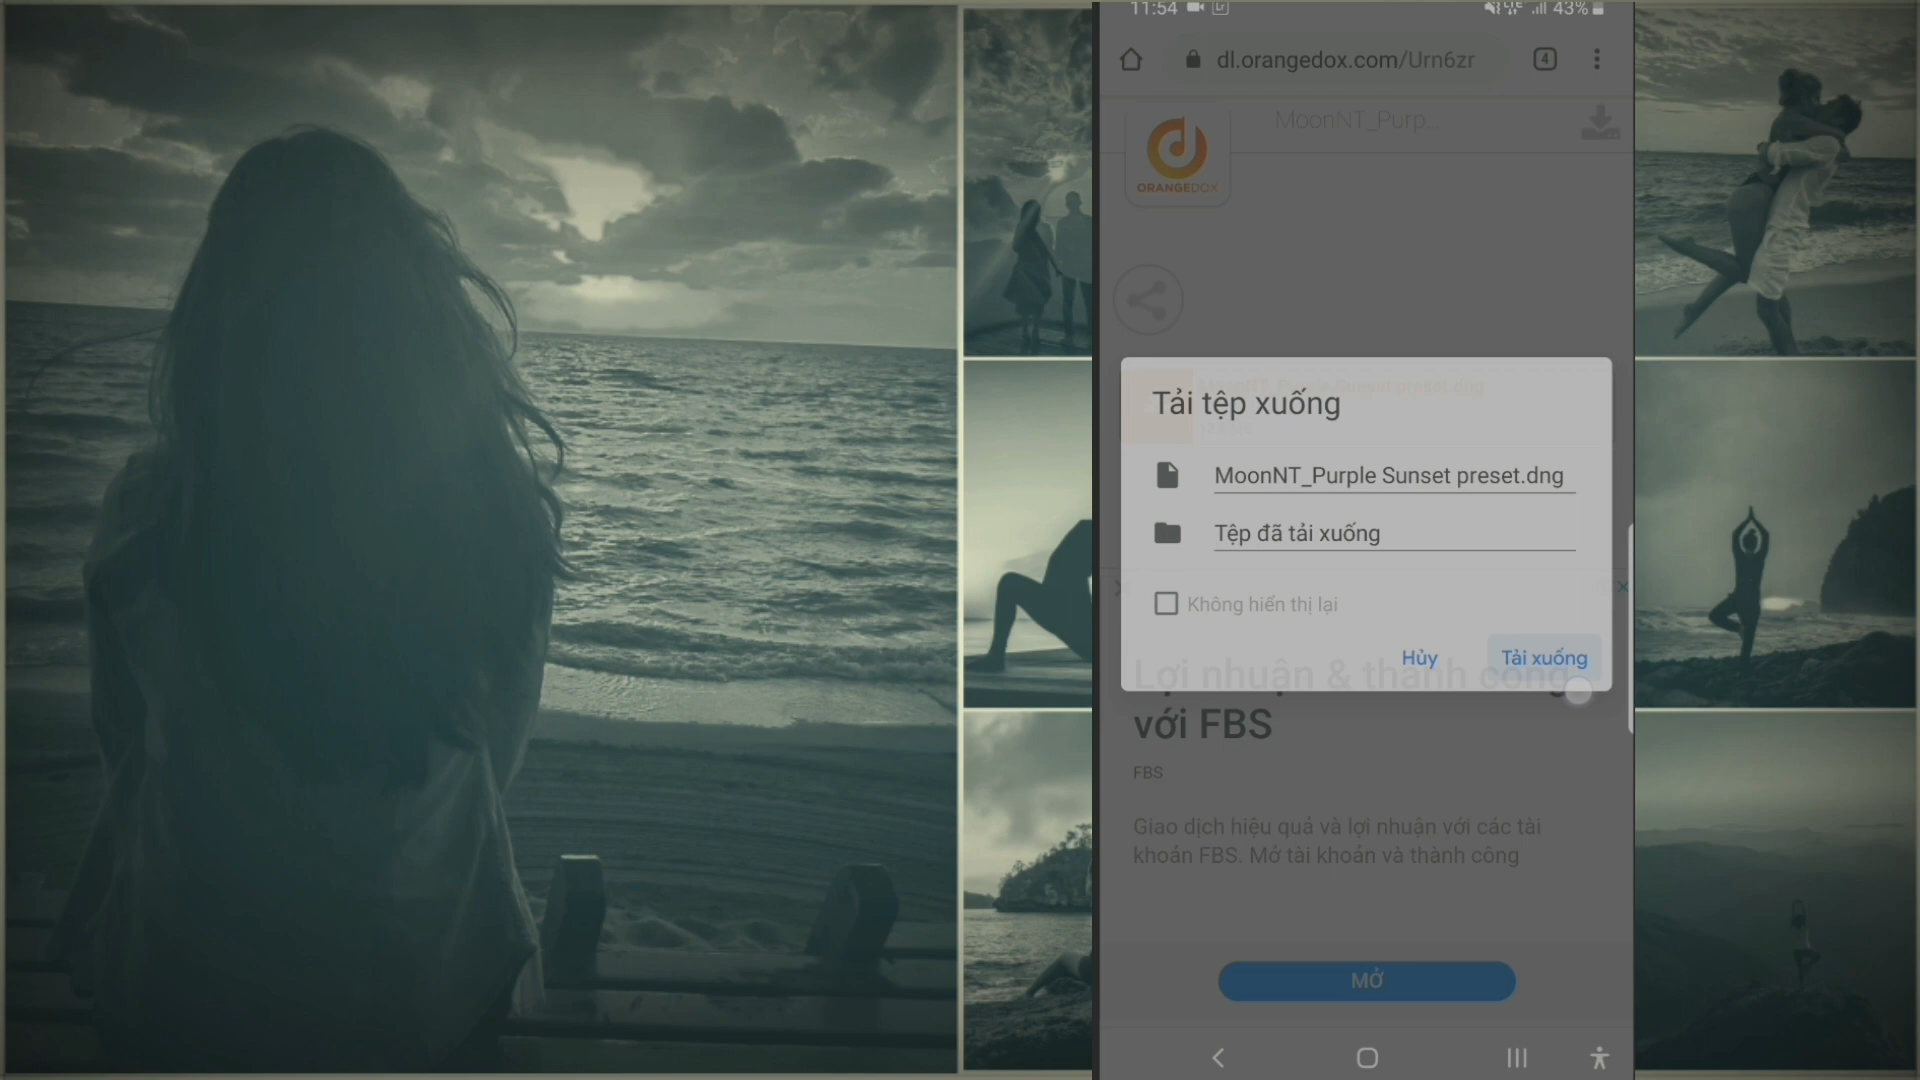 11:54
43%
dl.orangedox.com/Urn6zr
4
MoonNT_Purp...
ORANGEDOX
Tải tệp xuống
MoonNT_Purple Sunset preset.dng
Tệp đã tải xuống
Không hiển thị lại
Hủy
Tải xuống
Lợi nhuận & thành công
với FBS
FBS
Giao dịch hiệu quả và lợi nhuận với các tài
khoản FBS. Mở tài khoản và thành công
MỞ